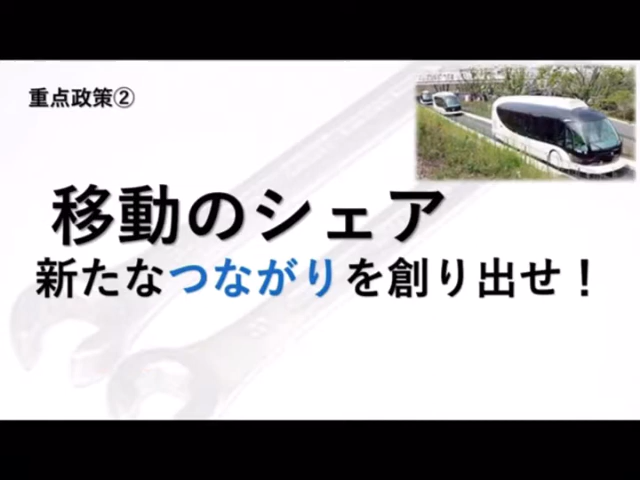 重点政策②
移動のシェア
新たなつながりを創り出せ！